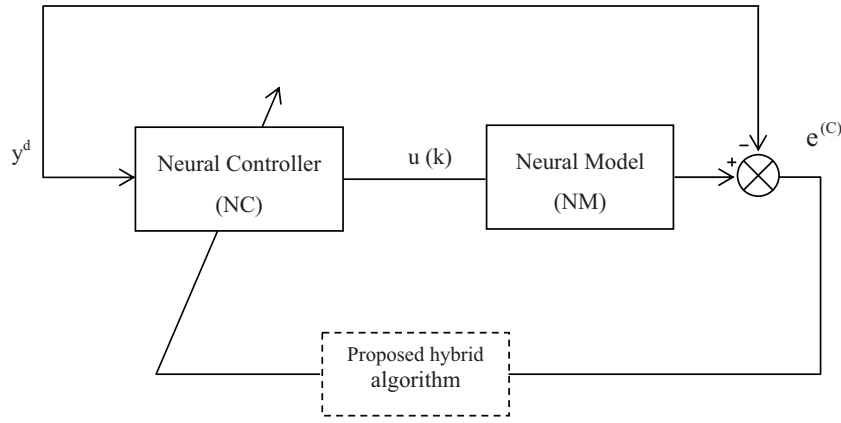 y^d
Neural Controller
(NC)
u (k)
Neural Model
(NM)
+
−
e^(C)
Proposed hybrid
algorithm